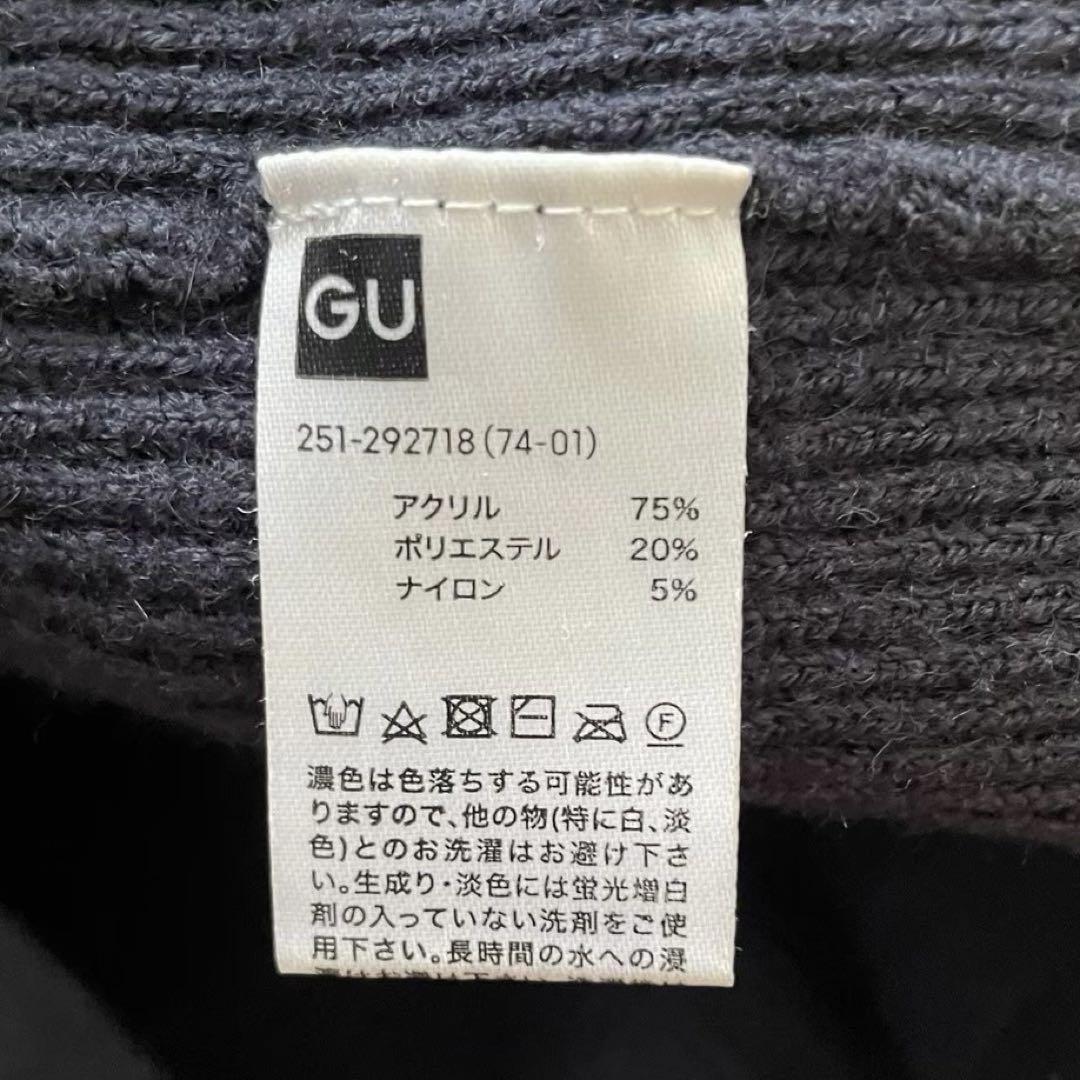 GU
251-292718(74-01)
アクリル 75%
ポリエステル 20%
ナイロン 5%
F
濃色は色落ちする可能性があ
りますので、他の物(特に白、淡
色)とのお洗濯はお避け下さ
い。生成り・淡色には蛍光増白
剤の入っていない洗剤をご使
用下さい。長時間の水への浸